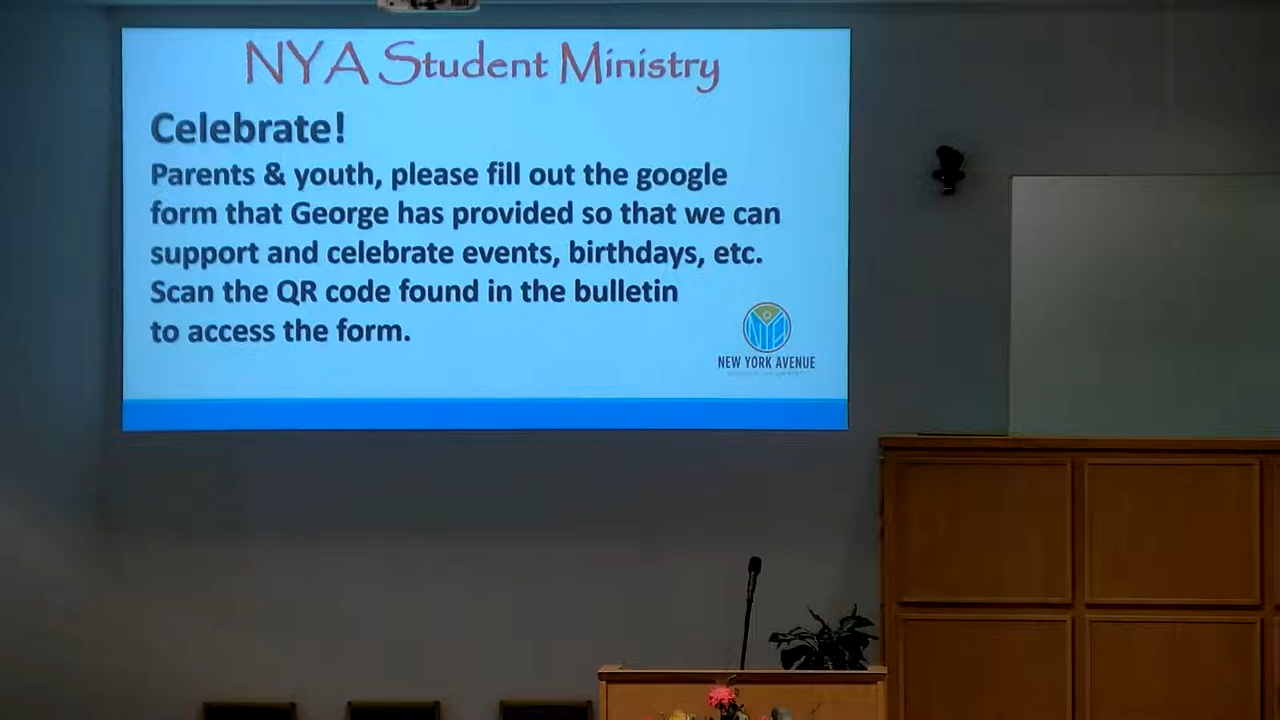 NYA Student Ministry
Celebrate!
Parents & youth, please fill out the google
form that George has provided so that we can
support and celebrate events, birthdays, etc.
Scan the QR code found in the bulletin
to access the form.
NYA
NEW YORK AVENUE